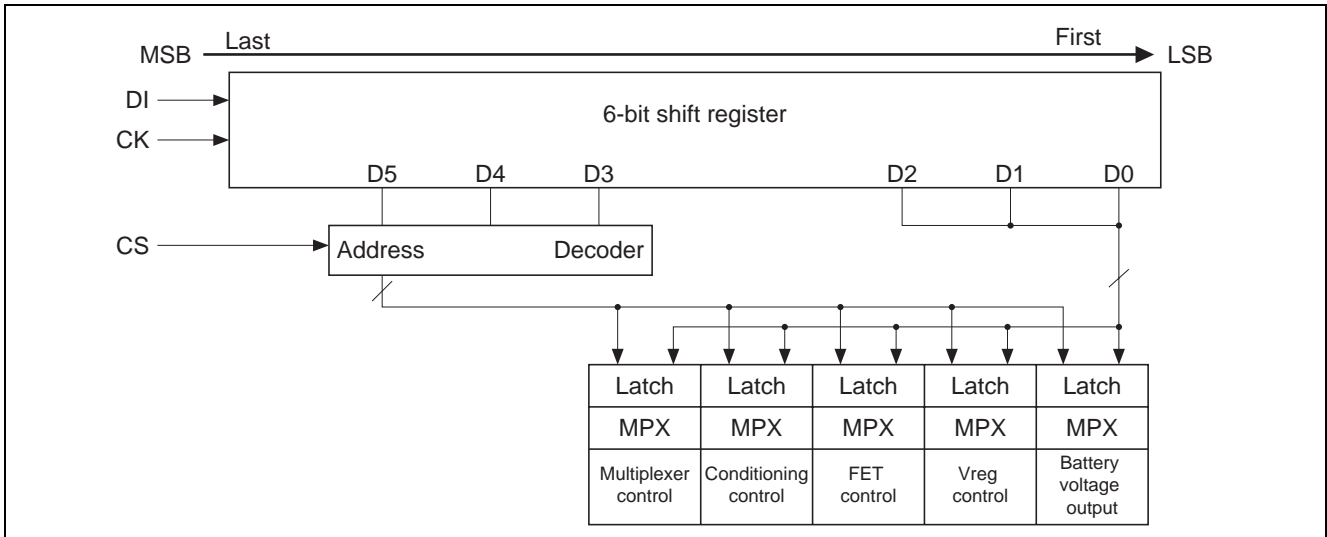 MSB Last First LSB
DI
6-bit shift register
CK
D5 D4 D3 D2 D1 D0
CS
Address Decoder
Latch Latch Latch Latch Latch
MPX MPX MPX MPX MPX
Multiplexer control
Conditioning control
FET control
Vreg control
Battery voltage output